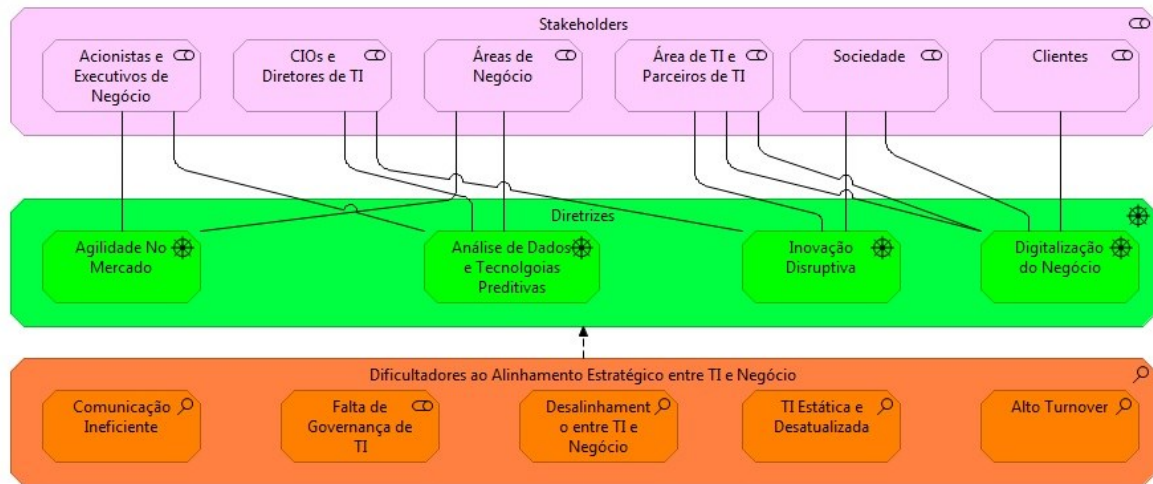 Stakeholders
Acionistas e
Executivos de
Negócio
CIOs e
Diretores de TI
Áreas de
Negócio
Área de TI e
Parceiros de TI
Sociedade
Clientes
Diretrizes
Agilidade No
Mercado
Análise de Dados
e Tecnolgoias
Preditivas
Inovação
Disruptiva
Digitalização
do Negócio
Dificultadores ao Alinhamento Estratégico entre TI e Negócio
Comunicação
Ineficiente
Falta de
Governança de
TI
Desalinhament
o entre TI e
Negócio
TI Estática e
Desatualizada
Alto Turnover